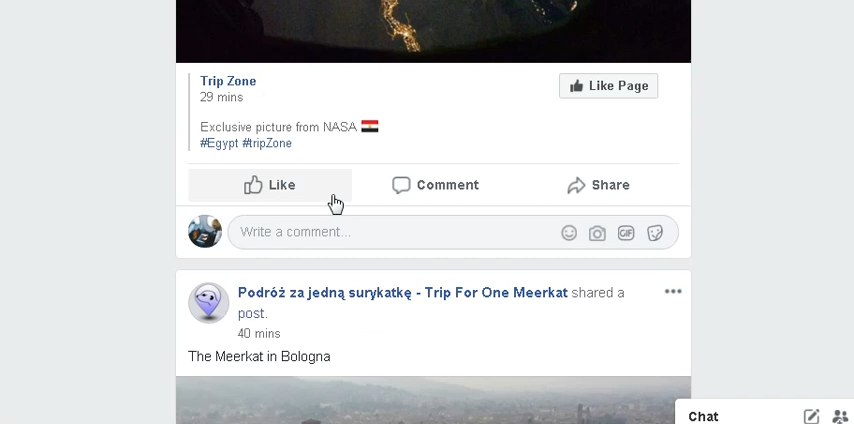 Trip Zone
29 mins
Like Page
Exclusive picture from NASA
#Egypt #tripZone
Like Comment Share
Write a comment...
GIF
Podróż za jedną surykatkę - Trip For One Meerkat shared a
post.
40 mins
The Meerkat in Bologna
Chat